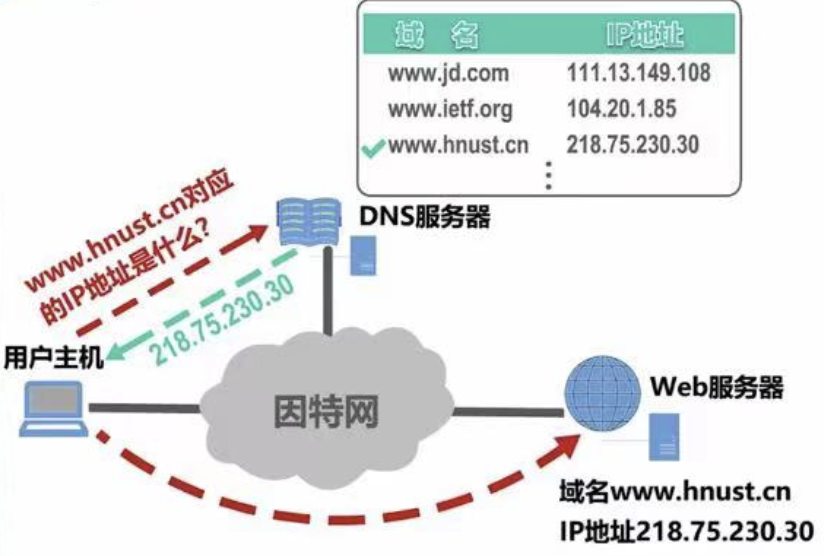 域 名 IP地址
www.jd.com 111.13.149.108
www.ietf.org 104.20.1.85
www.hnust.cn 218.75.230.30
www.hnust.cn对应
的IP地址是什么?
DNS服务器
218.75.230.30
用户主机
因特网
Web服务器
域名www.hnust.cn
IP地址218.75.230.30